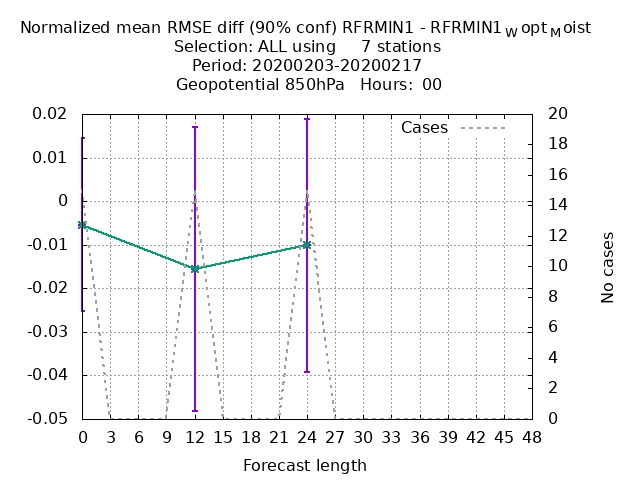 Normalized mean RMSE diff (90% conf) RFRMIN1 - RFRMIN1WoptMoist
Selection: ALL using 7 stations
Period: 20200203-20200217
Geopotential 850hPa Hours: 00
Cases
0.02
0.01
0
-0.01
-0.02
-0.03
-0.04
-0.05
20
18
16
14
12
10
8
6
4
2
0
No cases
0 3 6 9 12 15 18 21 24 27 30 33 36 39 42 45 48
Forecast length